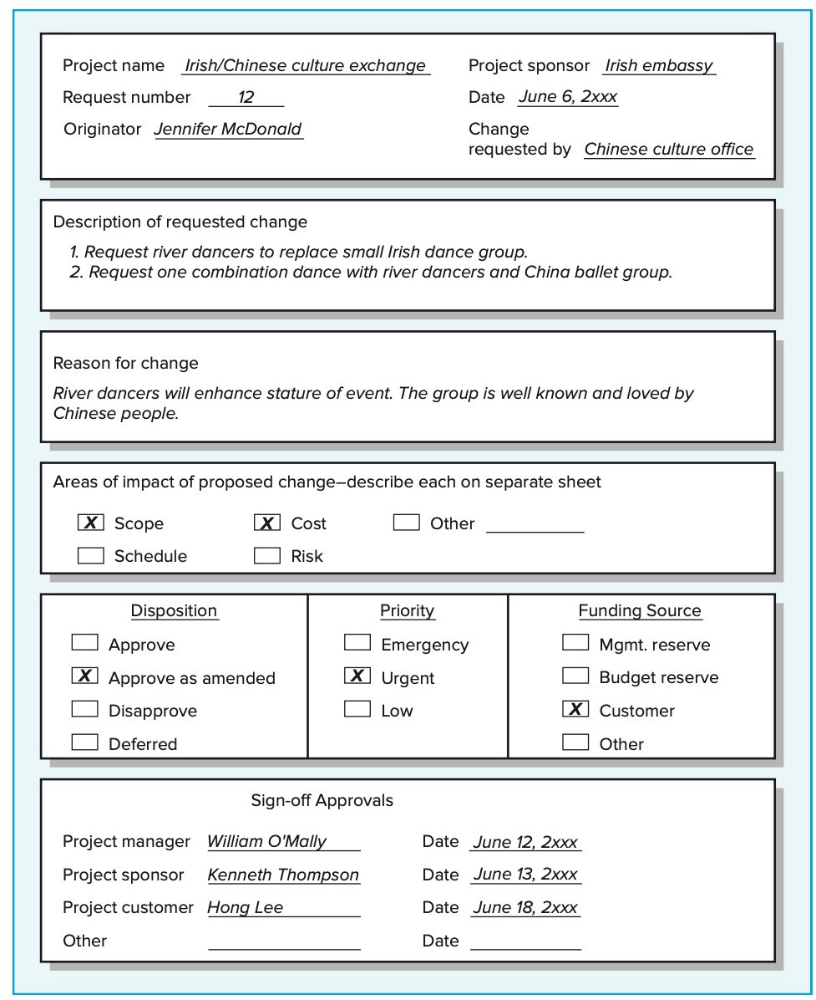 Project name Irish/Chinese culture exchange
Project sponsor Irish embassy
Request number 12
Date June 6, 2xxx
Originator Jennifer McDonald
Change
requested by Chinese culture office
Description of requested change
1. Request river dancers to replace small Irish dance group.
2. Request one combination dance with river dancers and China ballet group.
Reason for change
River dancers will enhance stature of event. The group is well known and loved by
Chinese people.
Areas of impact of proposed change–describe each on separate sheet
X Scope
X Cost
Other
Schedule
Risk
Disposition
Approve
X Approve as amended
Disapprove
Deferred
Priority
Emergency
X Urgent
Low
Funding Source
Mgmt. reserve
Budget reserve
X Customer
Other
Sign-off Approvals
Project manager William O'Mally Date June 12, 2xxx
Project sponsor Kenneth Thompson Date June 13, 2xxx
Project customer Hong Lee Date June 18, 2xxx
Other Date